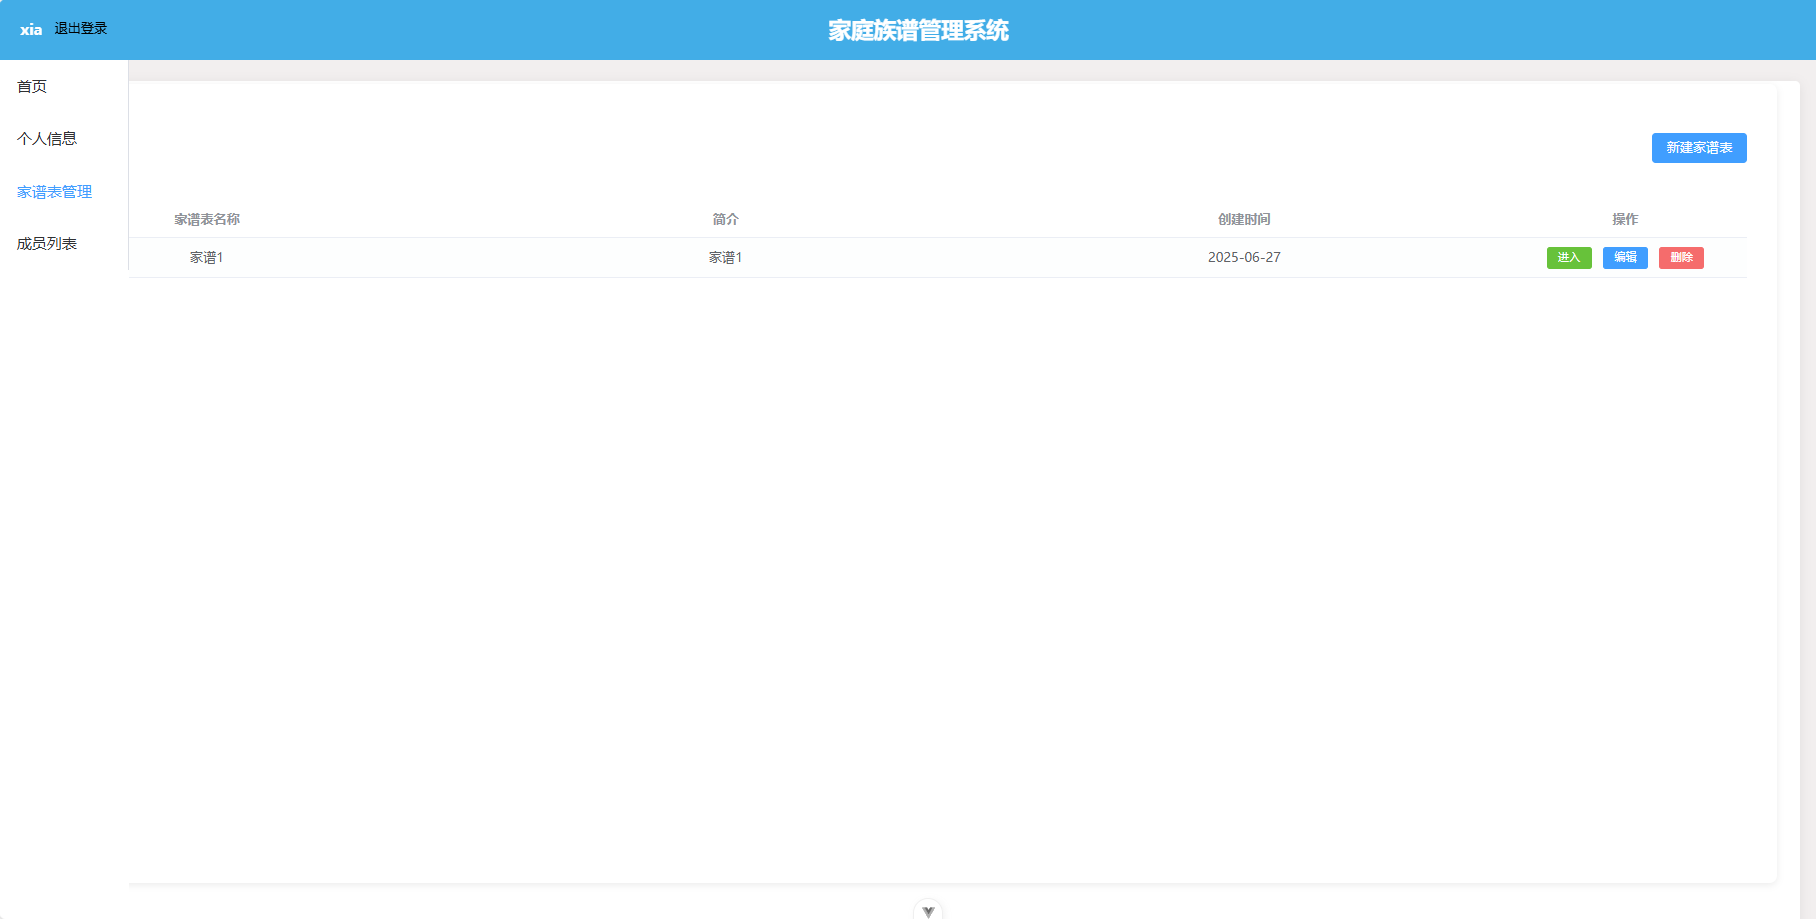 xia 退出登录 家庭族谱管理系统
首页
个人信息
家谱表管理
成员列表
新建家谱表
家谱表名称 简介 创建时间 操作
家谱1 家谱1 2025-06-27 进入 编辑 删除